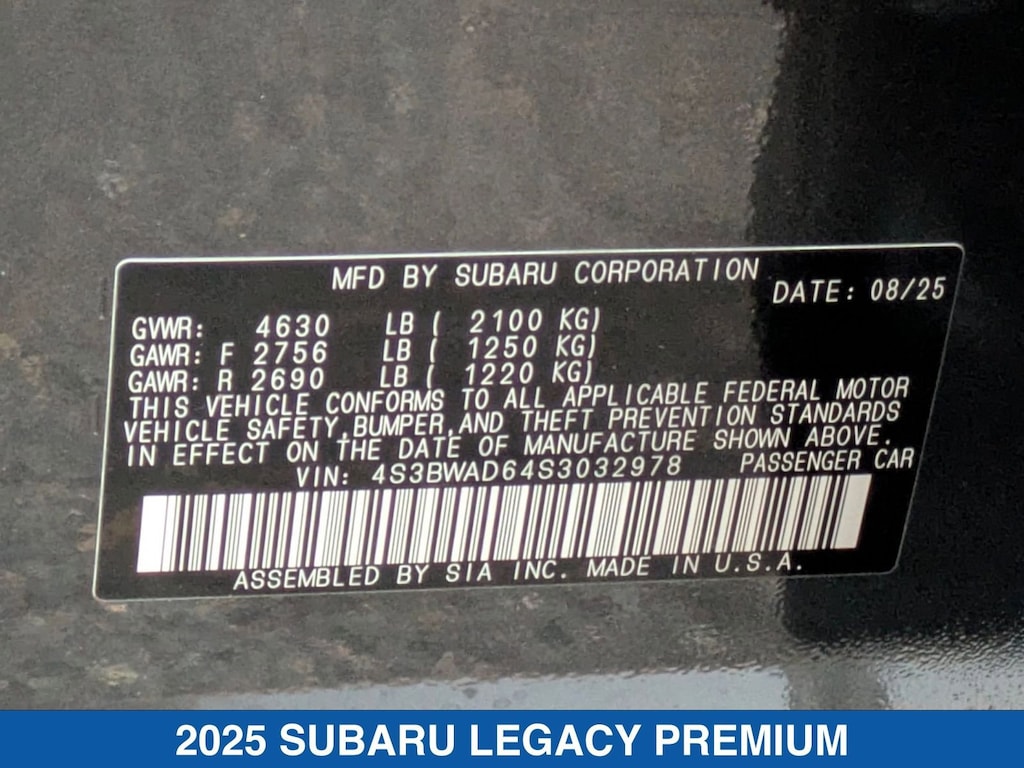 MFD BY SUBARU CORPORATION
DATE: 08/25
GVWR: 4630 LB ( 2100 KG)
GAWR: F 2756 LB ( 1250 KG)
GAWR: R 2690 LB ( 1220 KG)
THIS VEHICLE CONFORMS TO ALL APPLICABLE FEDERAL MOTOR
VEHICLE SAFETY,BUMPER,AND THEFT PREVENTION STANDARDS
IN EFFECT ON THE DATE OF MANUFACTURE SHOWN ABOVE.
VIN: 4S3BWAD64S3032978 PASSENGER CAR
ASSEMBLED BY SIA INC. MADE IN U.S.A.
2025 SUBARU LEGACY PREMIUM